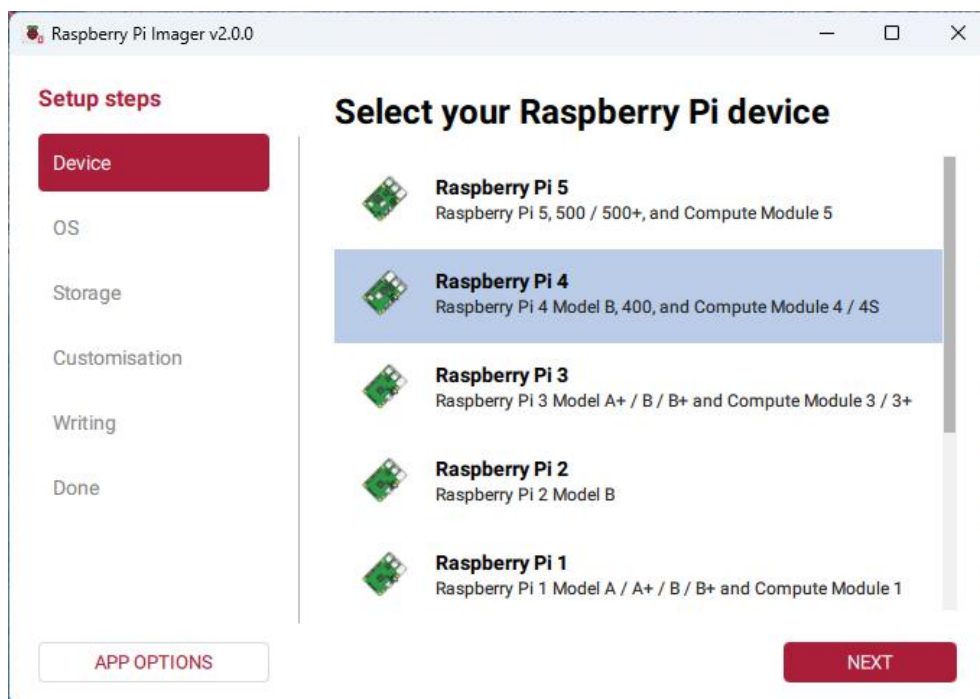 Raspberry Pi Imager v2.0.0
Setup steps
Device
OS
Storage
Customisation
Writing
Done
APP OPTIONS
Select your Raspberry Pi device
Raspberry Pi 5
Raspberry Pi 5, 500 / 500+, and Compute Module 5
Raspberry Pi 4
Raspberry Pi 4 Model B, 400, and Compute Module 4 / 4S
Raspberry Pi 3
Raspberry Pi 3 Model A+ / B / B+ and Compute Module 3 / 3+
Raspberry Pi 2
Raspberry Pi 2 Model B
Raspberry Pi 1
Raspberry Pi 1 Model A / A+ / B / B+ and Compute Module 1
NEXT